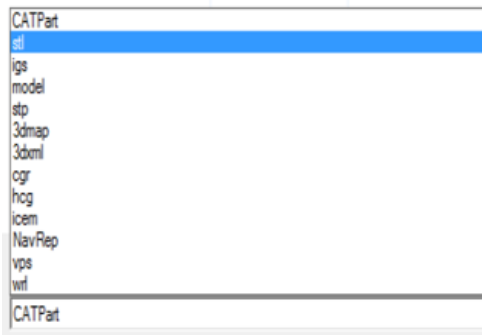 CATPart
stl
igs
model
stp
3dmap
3dxml
cgr
hcg
icem
NavRep
vps
wrl
CATPart